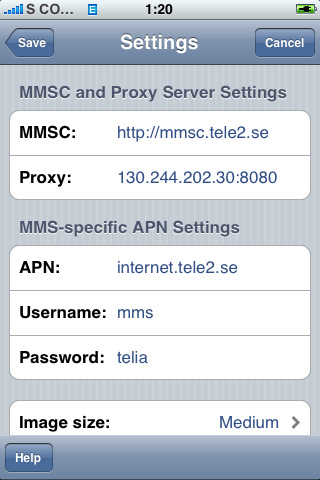 S CO... E 1:20
Save Settings Cancel
MMSC and Proxy Server Settings
MMSC: http://mmsc.tele2.se
Proxy: 130.244.202.30:8080
MMS-specific APN Settings
APN: internet.tele2.se
Username: mms
Password: telia
Image size: Medium
Help